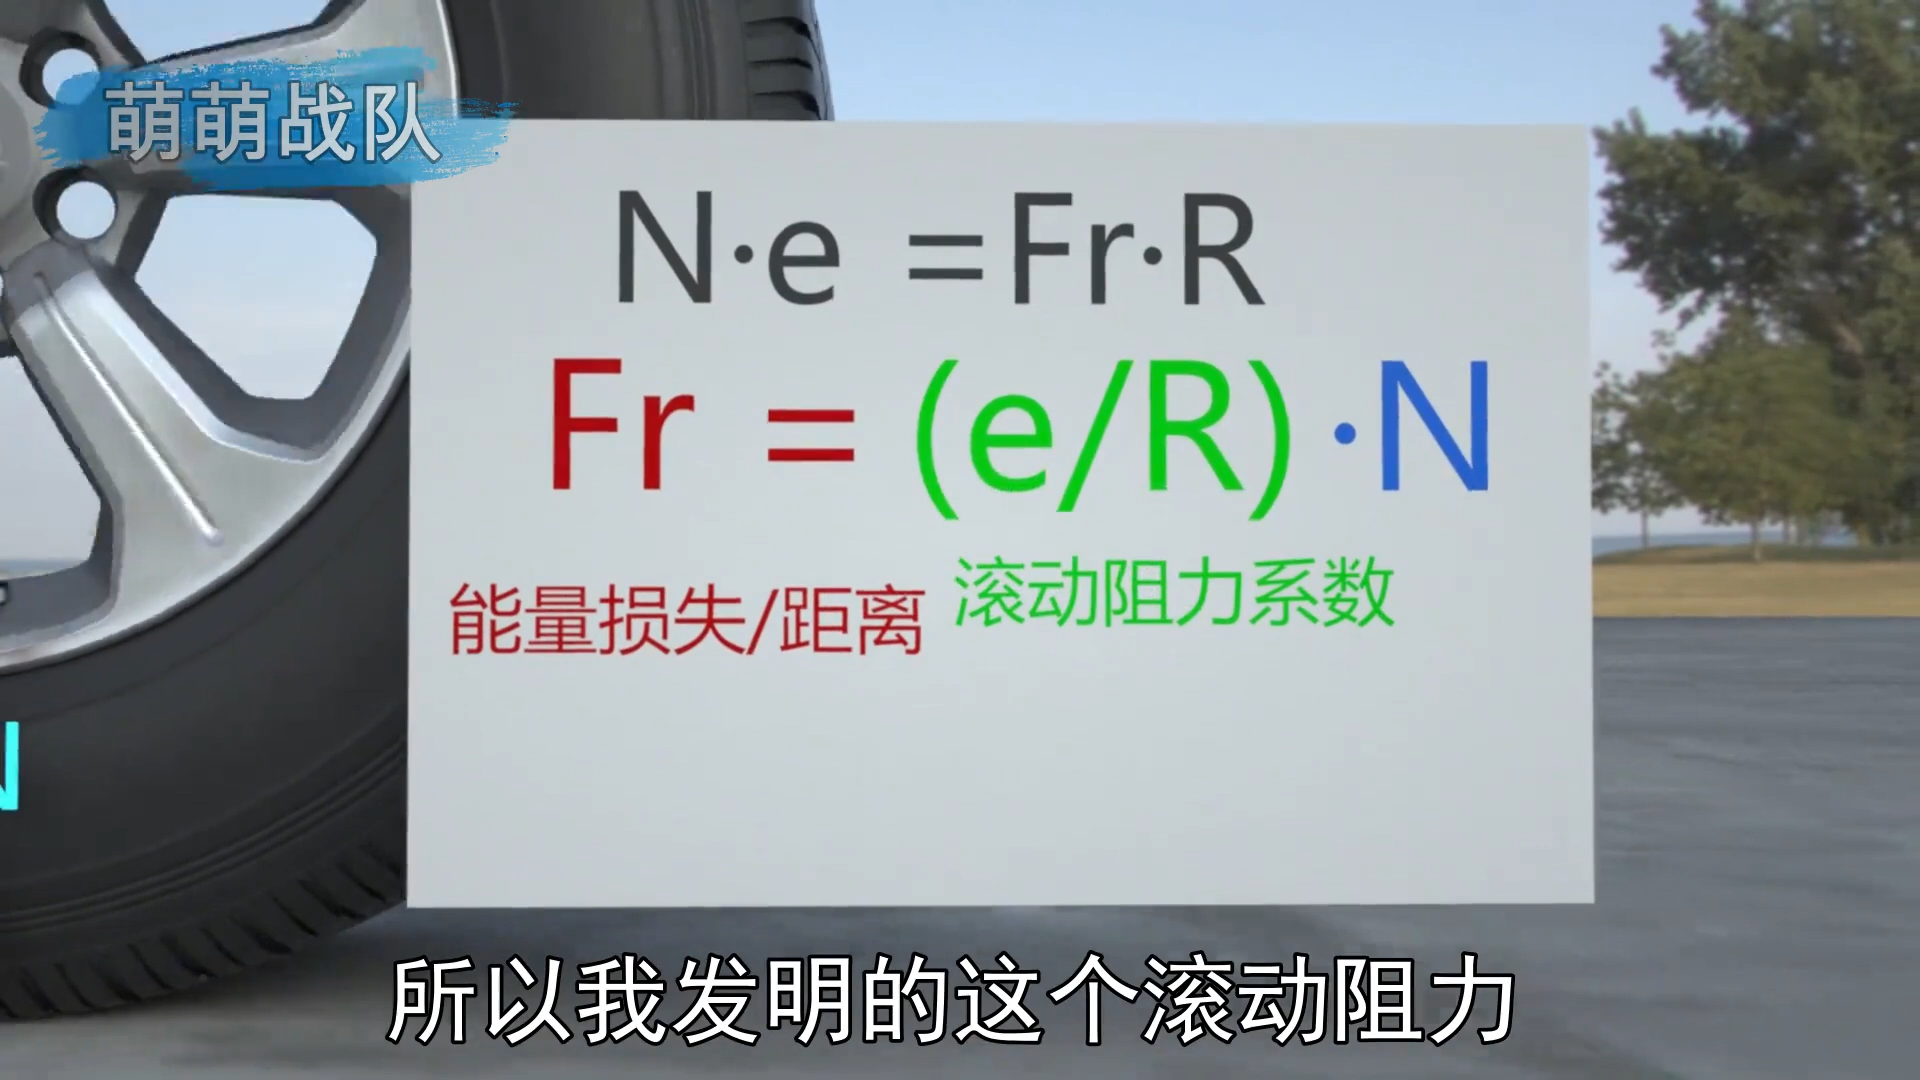 萌萌战队
N·e =Fr·R
Fr = (e/R) ·N
能量损失/距离 滚动阻力系数
N
所以我发明的这个滚动阻力